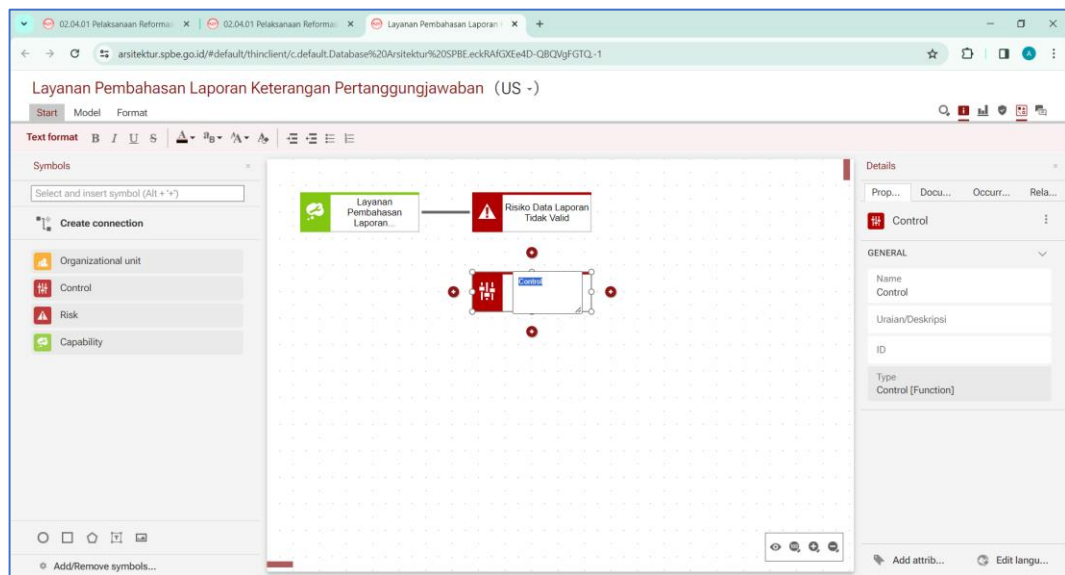 02.04.01 Pelaksanaan Reformas
02.04.01 Pelaksanaan Reformas
Layanan Pembahasan Laporan
arsitektur.spbe.go.id/#default/thinclient/c.default.Database%20Arsitektur%20SPBE.eckRAfGXEe4D-QBQVgFGTQ.-1
Layanan Pembahasan Laporan Keterangan Pertanggungjawaban (US -)
Start Model Format
Text format B I U S
Symbols
Select and insert symbol (Alt + '+')
Create connection
Organizational unit
Control
Risk
Capability
Add/Remove symbols...
Layanan
Pembahasan
Laporan...
Risiko Data Laporan
Tidak Valid
Control
Details
Prop... Docu... Occurr... Rela...
Control
GENERAL
Name
Control
Uraian/Deskripsi
ID
Type
Control [Function]
Add attrib... Edit langu...